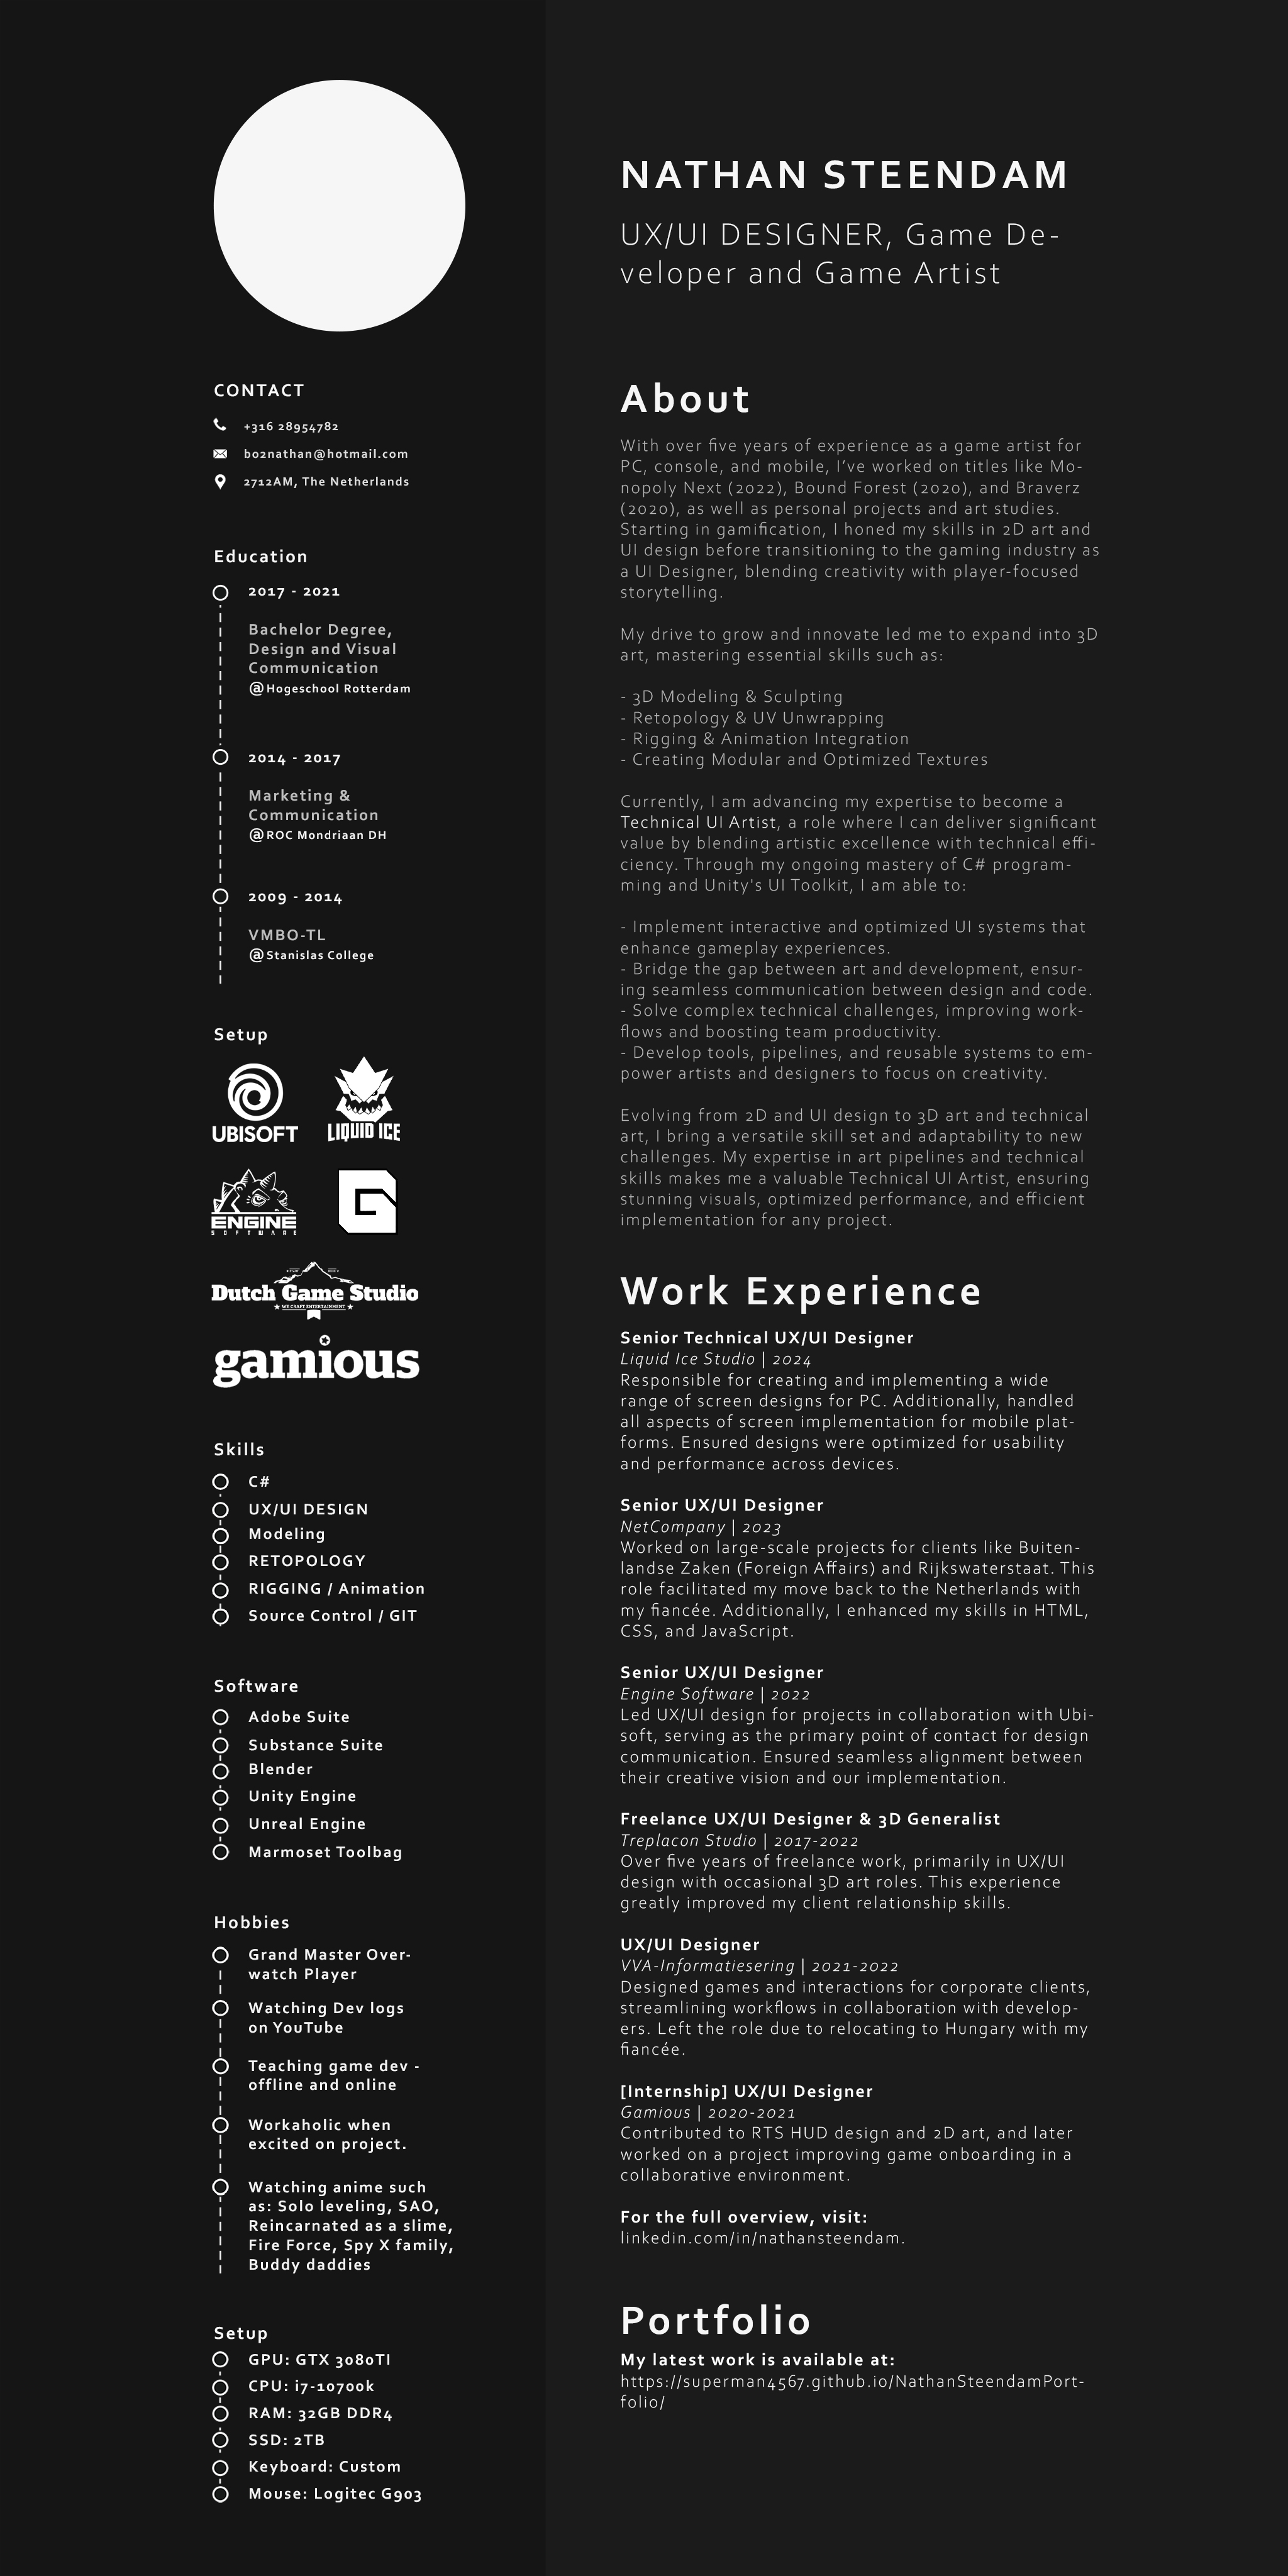 NATHAN STEENDAM
UX/UI DESIGNER, Game De-
veloper and Game Artist
CONTACT
+316 28954782
bo2nathan@hotmail.com
2712AM, The Netherlands
Education
2017 - 2021
Bachelor Degree,
Design and Visual
Communication
@Hogeschool Rotterdam
2014 - 2017
Marketing &
Communication
@ROC Mondriaan DH
2009 - 2014
VMBO-TL
@Stanislas College
Setup
UBISOFT
LIQUID ICE
ENGINE
SOFTWARE
Dutch Game Studio
WE CRAFT ENTERTAINMENT
gamious
Skills
C#
UX/UI DESIGN
Modeling
RETOPOLOGY
RIGGING / Animation
Source Control / GIT
Software
Adobe Suite
Substance Suite
Blender
Unity Engine
Unreal Engine
Marmoset Toolbag
Hobbies
Grand Master Over-
watch Player
Watching Dev logs
on YouTube
Teaching game dev -
offline and online
Workaholic when
excited on project.
Watching anime such
as: Solo leveling, SAO,
Reincarnated as a slime,
Fire Force, Spy X family,
Buddy daddies
Setup
GPU: GTX 3080TI
CPU: i7-10700k
RAM: 32GB DDR4
SSD: 2TB
Keyboard: Custom
Mouse: Logitec G903
About
With over five years of experience as a game artist for
PC, console, and mobile, I’ve worked on titles like Mo-
nopoly Next (2022), Bound Forest (2020), and Braverz
(2020), as well as personal projects and art studies.
Starting in gamification, I honed my skills in 2D art and
UI design before transitioning to the gaming industry as
a UI Designer, blending creativity with player-focused
storytelling.
My drive to grow and innovate led me to expand into 3D
art, mastering essential skills such as:
- 3D Modeling & Sculpting
- Retopology & UV Unwrapping
- Rigging & Animation Integration
- Creating Modular and Optimized Textures
Currently, I am advancing my expertise to become a
Technical UI Artist, a role where I can deliver significant
value by blending artistic excellence with technical effi-
ciency. Through my ongoing mastery of C# program-
ming and Unity's UI Toolkit, I am able to:
- Implement interactive and optimized UI systems that
enhance gameplay experiences.
- Bridge the gap between art and development, ensur-
ing seamless communication between design and code.
- Solve complex technical challenges, improving work-
flows and boosting team productivity.
- Develop tools, pipelines, and reusable systems to em-
power artists and designers to focus on creativity.
Evolving from 2D and UI design to 3D art and technical
art, I bring a versatile skill set and adaptability to new
challenges. My expertise in art pipelines and technical
skills makes me a valuable Technical UI Artist, ensuring
stunning visuals, optimized performance, and efficient
implementation for any project.
Work Experience
Senior Technical UX/UI Designer
Liquid Ice Studio | 2024
Responsible for creating and implementing a wide
range of screen designs for PC. Additionally, handled
all aspects of screen implementation for mobile plat-
forms. Ensured designs were optimized for usability
and performance across devices.
Senior UX/UI Designer
NetCompany | 2023
Worked on large-scale projects for clients like Buiten-
landse Zaken (Foreign Affairs) and Rijkswaterstaat. This
role facilitated my move back to the Netherlands with
my fiancée. Additionally, I enhanced my skills in HTML,
CSS, and JavaScript.
Senior UX/UI Designer
Engine Software | 2022
Led UX/UI design for projects in collaboration with Ubi-
soft, serving as the primary point of contact for design
communication. Ensured seamless alignment between
their creative vision and our implementation.
Freelance UX/UI Designer & 3D Generalist
Treplacon Studio | 2017-2022
Over five years of freelance work, primarily in UX/UI
design with occasional 3D art roles. This experience
greatly improved my client relationship skills.
UX/UI Designer
VVA-Informatiesering | 2021-2022
Designed games and interactions for corporate clients,
streamlining workflows in collaboration with develop-
ers. Left the role due to relocating to Hungary with my
fiancée.
[Internship] UX/UI Designer
Gamious | 2020-2021
Contributed to RTS HUD design and 2D art, and later
worked on a project improving game onboarding in a
collaborative environment.
For the full overview, visit:
linkedin.com/in/nathansteendam.
Portfolio
My latest work is available at:
https://superman4567.github.io/NathanSteendamPort-
folio/